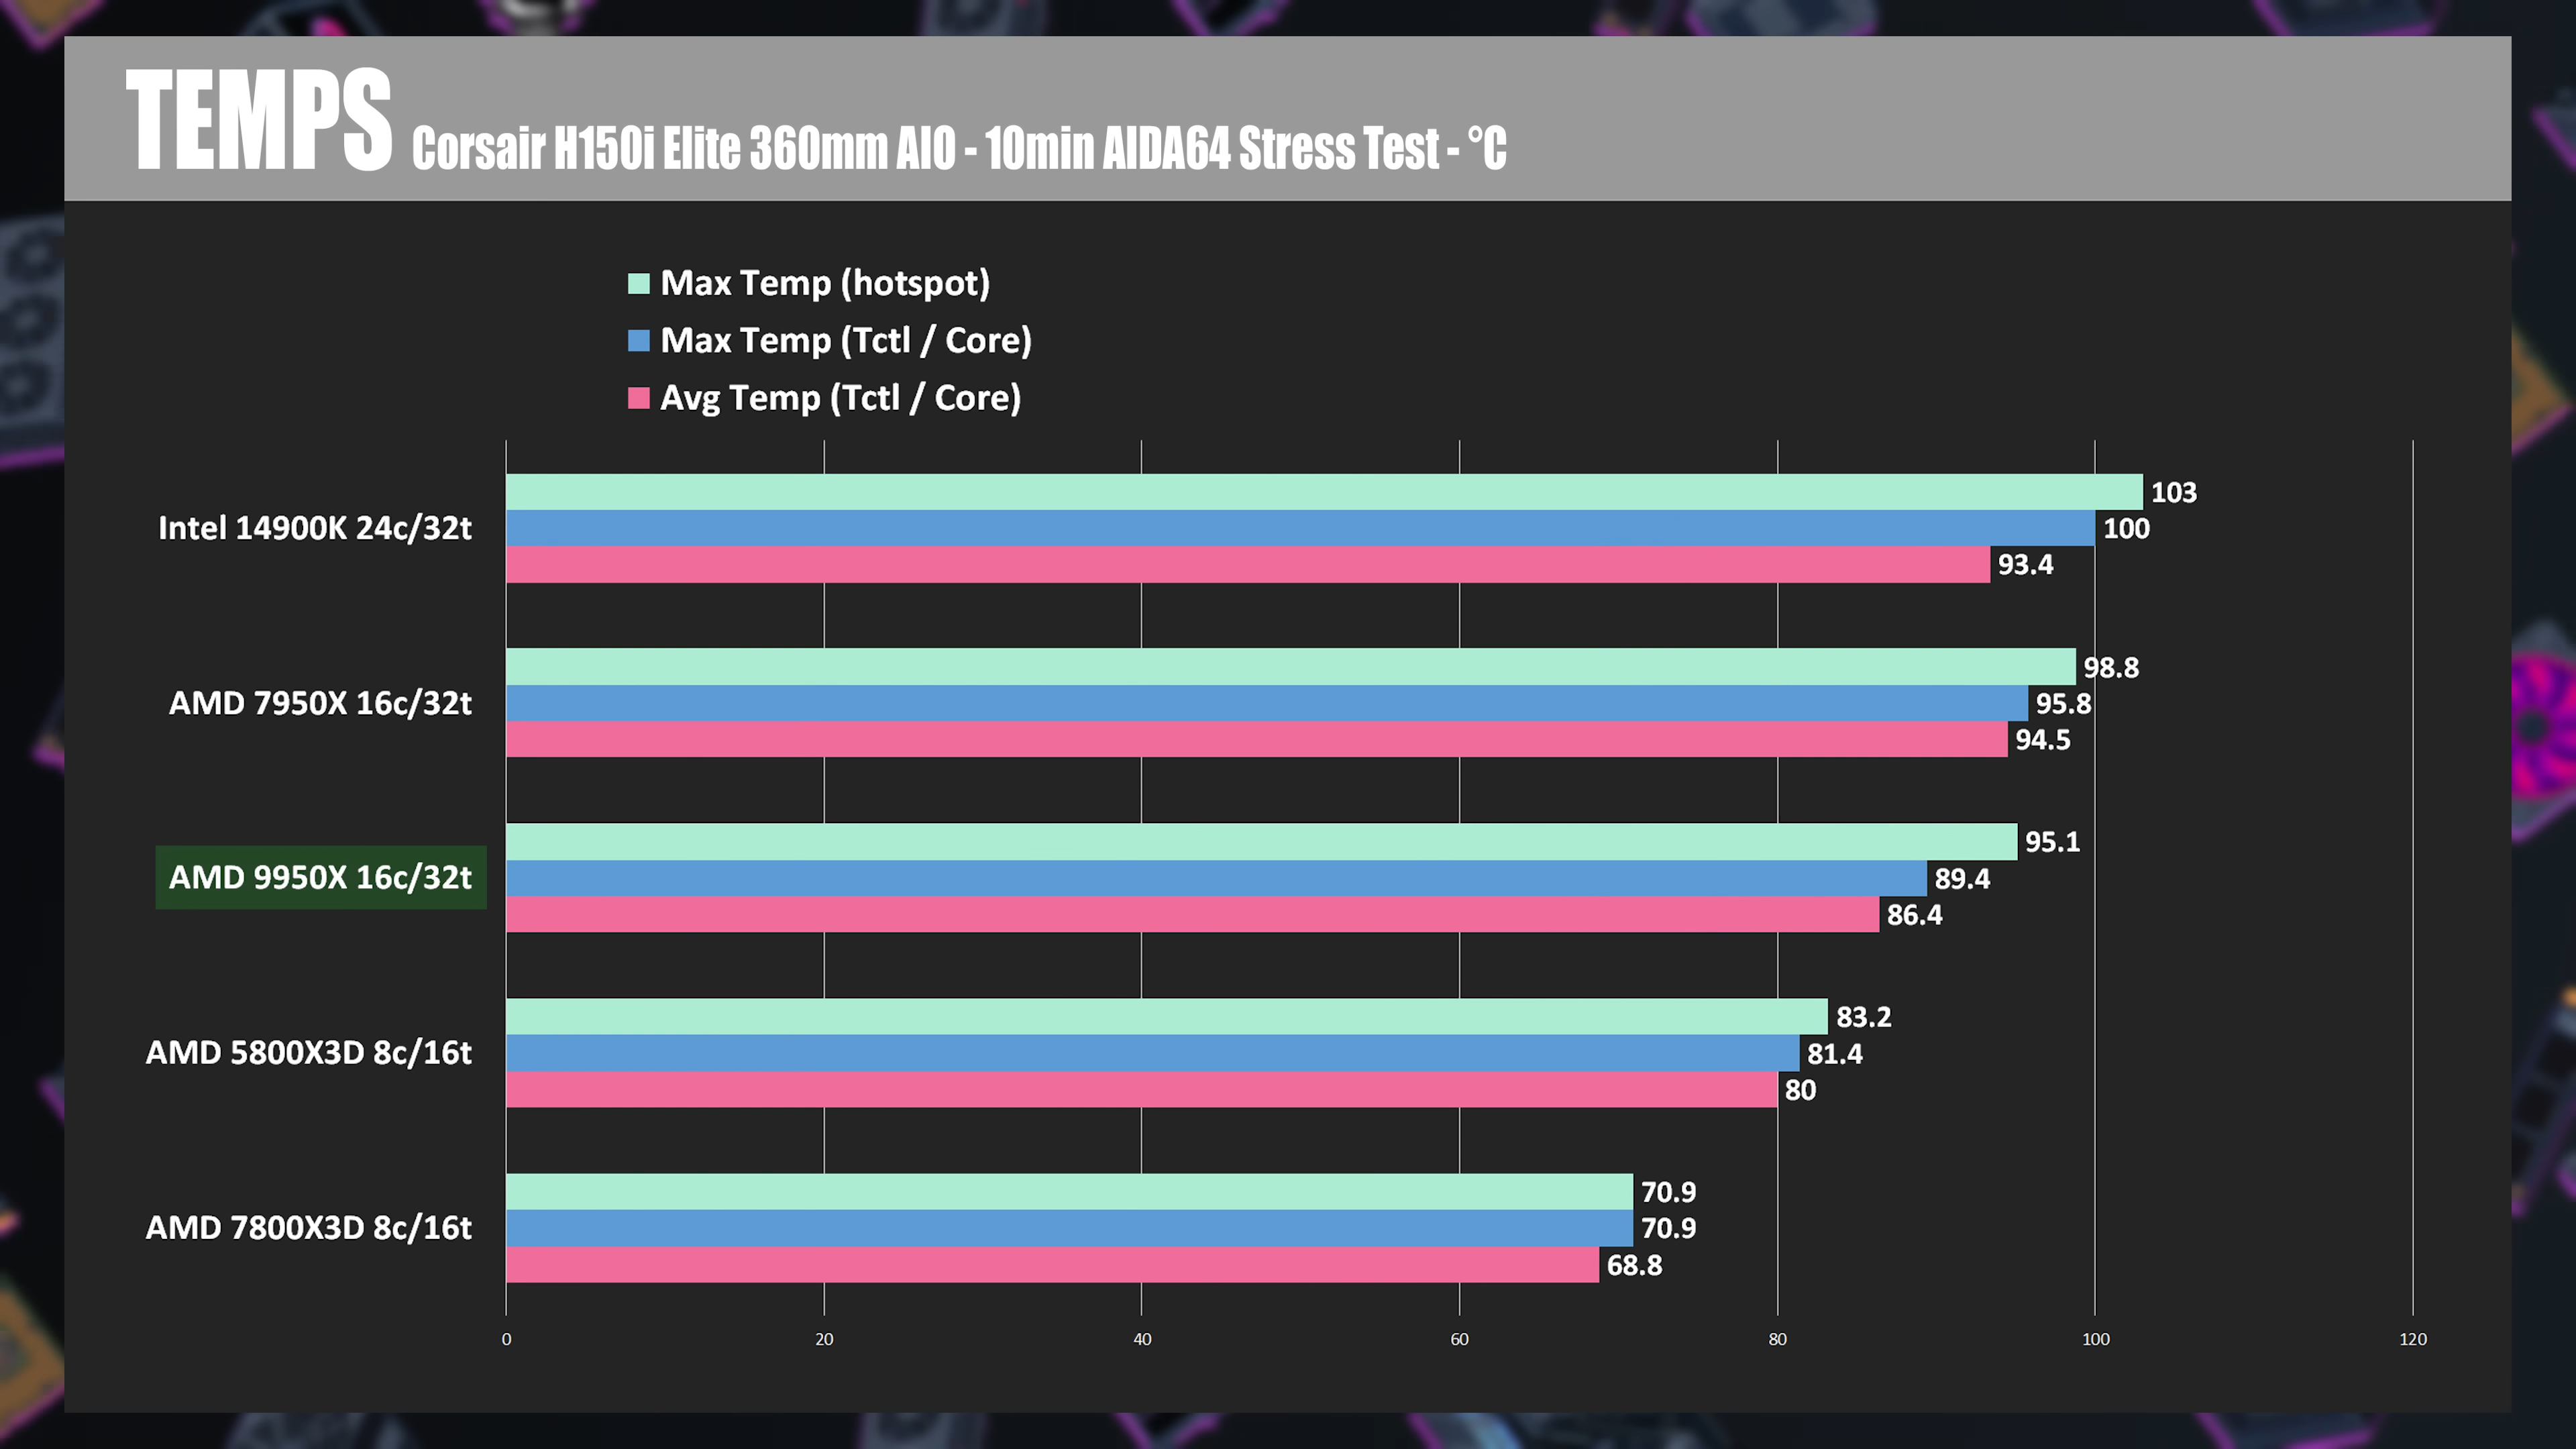 TEMPS Corsair H150i Elite 360mm AIO - 10min AIDA64 Stress Test - °C
Max Temp (hotspot)
Max Temp (Tctl / Core)
Avg Temp (Tctl / Core)
Intel 14900K 24c/32t
103
100
93.4
AMD 7950X 16c/32t
98.8
95.8
94.5
AMD 9950X 16c/32t
95.1
89.4
86.4
AMD 5800X3D 8c/16t
83.2
81.4
80
AMD 7800X3D 8c/16t
70.9
70.9
68.8
0 20 40 60 80 100 120